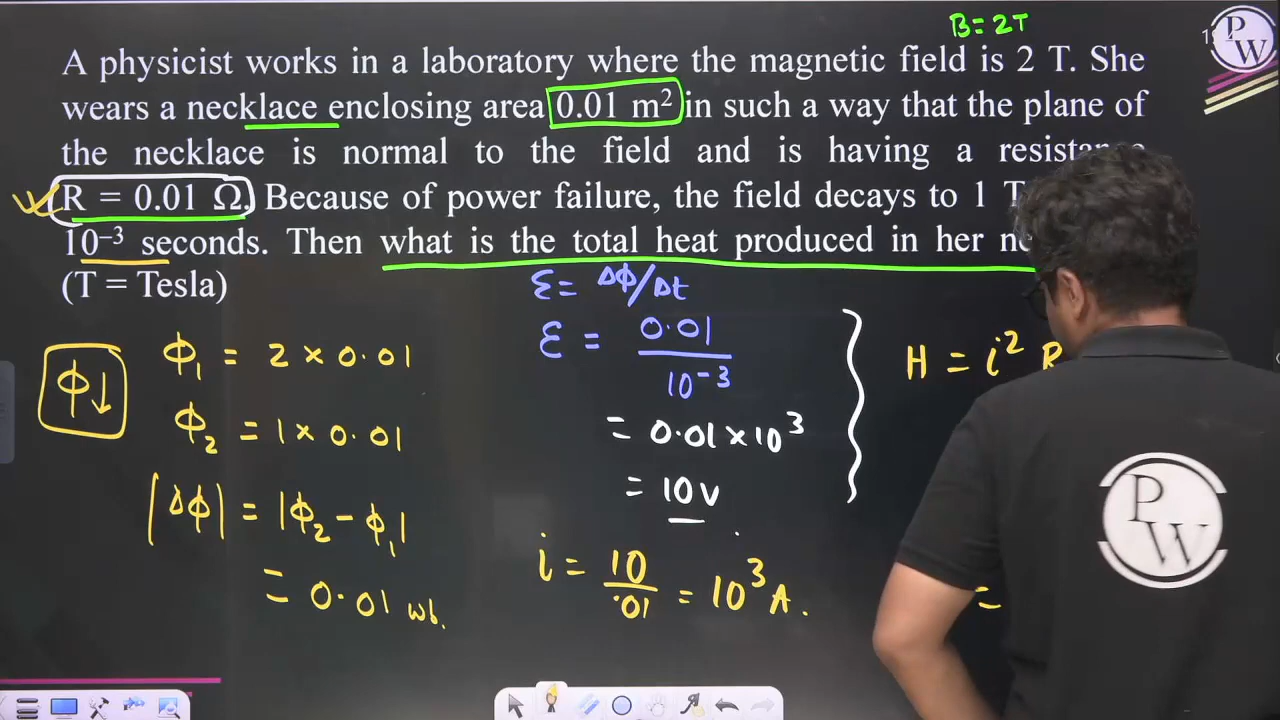 B = 2T
A physicist works in a laboratory where the magnetic field is 2 T. She
wears a necklace enclosing area 0.01 m² in such a way that the plane of
the necklace is normal to the field and is having a resistance
R = 0.01 Ω. Because of power failure, the field decays to 1 T
10⁻³ seconds. Then what is the total heat produced in her
(T = Tesla)
ϕ↓
ϕ₁ = 2 × 0.01
ϕ₂ = 1 × 0.01
|Δϕ| = |ϕ₂ - ϕ₁|
= 0.01 wb.
ε = Δϕ/Δt
ε = 0.01
10⁻³
= 0.01 × 10³
= 10 V
i = 10
.01
= 10³ A.
H = i² R
=
PW
PW